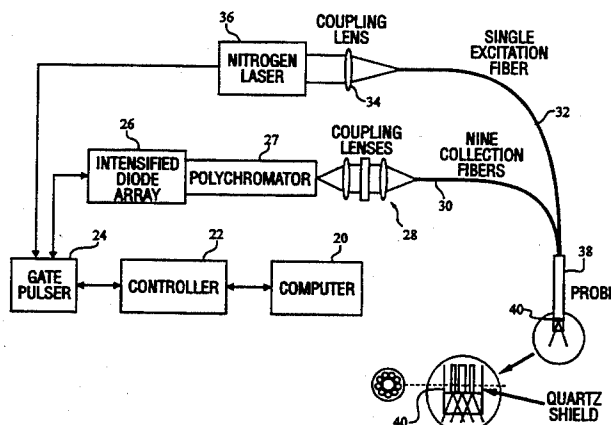 36
COUPLING
LENS
SINGLE
EXCITATION
FIBER
NITROGEN
LASER
34
32
26
27
COUPLING
LENSES
NINE
COLLECTION
FIBERS
INTENSIFIED
DIODE
ARRAY
POLYCHROMATOR
30
28
24
22
20
38
GATE
PULSER
CONTROLLER
COMPUTER
PROBE
40
40
QUARTZ
SHIELD